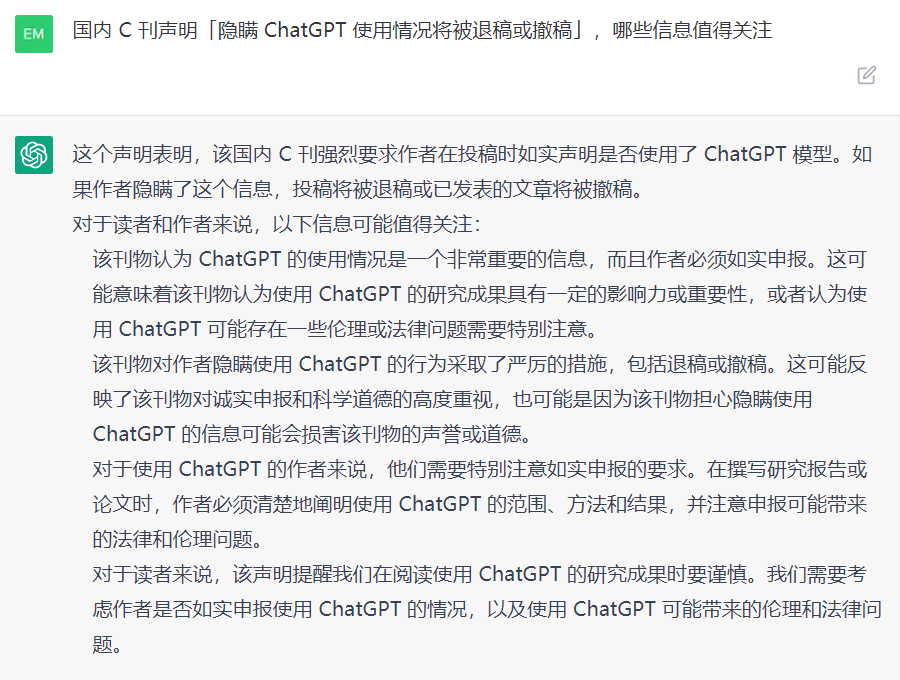 EM
国内 C 刊声明「隐瞒 ChatGPT 使用情况将被退稿或撤稿」，哪些信息值得关注
这个声明表明，该国内 C 刊强烈要求作者在投稿时如实声明是否使用了 ChatGPT 模型。如
果作者隐瞒了这个信息，投稿将被退稿或已发表的文章将被撤稿。
对于读者和作者来说，以下信息可能值得关注：
该刊物认为 ChatGPT 的使用情况是一个非常重要的信息，而且作者必须如实申报。这可
能意味着该刊物认为使用 ChatGPT 的研究成果具有一定的影响力或重要性，或者认为使
用 ChatGPT 可能存在一些伦理或法律问题需要特别注意。
该刊物对作者隐瞒使用 ChatGPT 的行为采取了严厉的措施，包括退稿或撤稿。这可能反
映了该刊物对诚实申报和科学道德的高度重视，也可能是因为该刊物担心隐瞒使用
ChatGPT 的信息可能会损害该刊物的声誉或道德。
对于使用 ChatGPT 的作者来说，他们需要特别注意如实申报的要求。在撰写研究报告或
论文时，作者必须清楚地阐明使用 ChatGPT 的范围、方法和结果，并注意申报可能带来
的法律和伦理问题。
对于读者来说，该声明提醒我们在阅读使用 ChatGPT 的研究成果时要谨慎。我们需要考
虑作者是否如实申报使用 ChatGPT 的情况，以及使用 ChatGPT 可能带来的伦理和法律问
题。